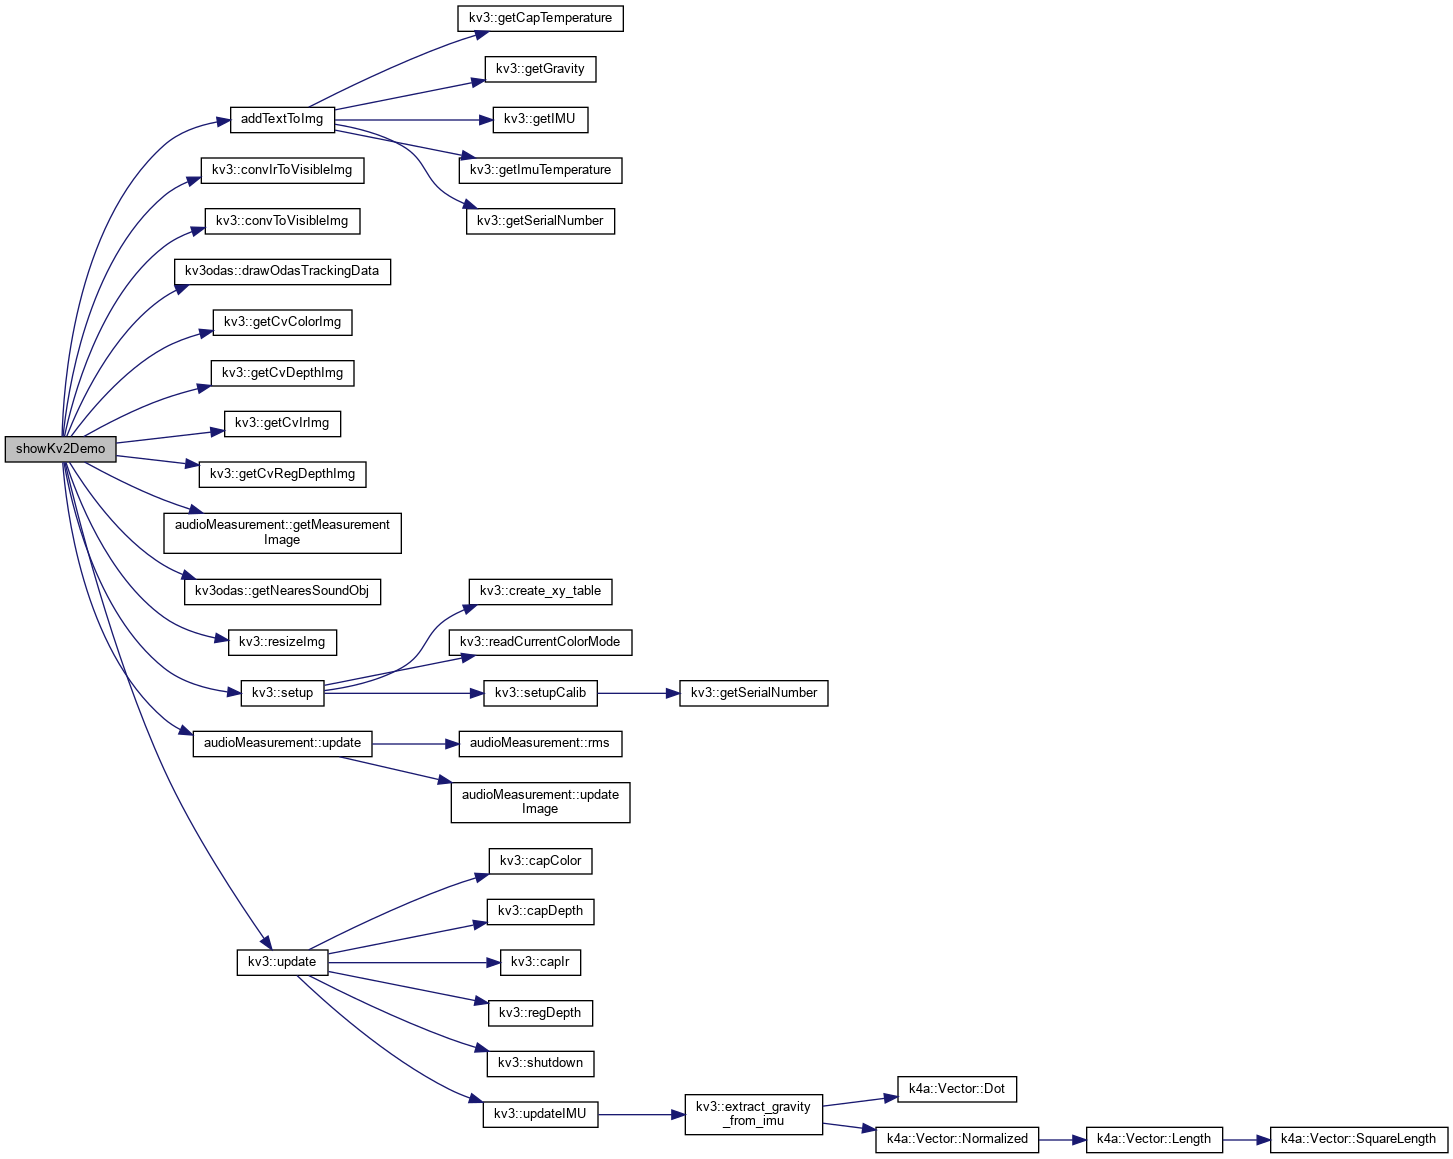 kv3::getCapTemperature
kv3::getGravity
addTextToImg
kv3::getIMU
kv3::convIrToVisibleImg
kv3::getImuTemperature
kv3::convToVisibleImg
kv3::getSerialNumber
kv3odas::drawOdasTrackingData
kv3::getCvColorImg
kv3::getCvDepthImg
kv3::getCvIrImg
showKv2Demo
kv3::getCvRegDepthImg
audioMeasurement::getMeasurement
Image
kv3odas::getNearesSoundObj
kv3::create_xy_table
kv3::resizeImg
kv3::readCurrentColorMode
kv3::setup
kv3::setupCalib
kv3::getSerialNumber
audioMeasurement::update
audioMeasurement::rms
audioMeasurement::update
Image
kv3::capColor
kv3::capDepth
kv3::update
kv3::capIr
kv3::regDepth
kv3::shutdown
kv3::updateIMU
kv3::extract_gravity
_from_imu
k4a::Vector::Dot
k4a::Vector::Normalized
k4a::Vector::Length
k4a::Vector::SquareLength